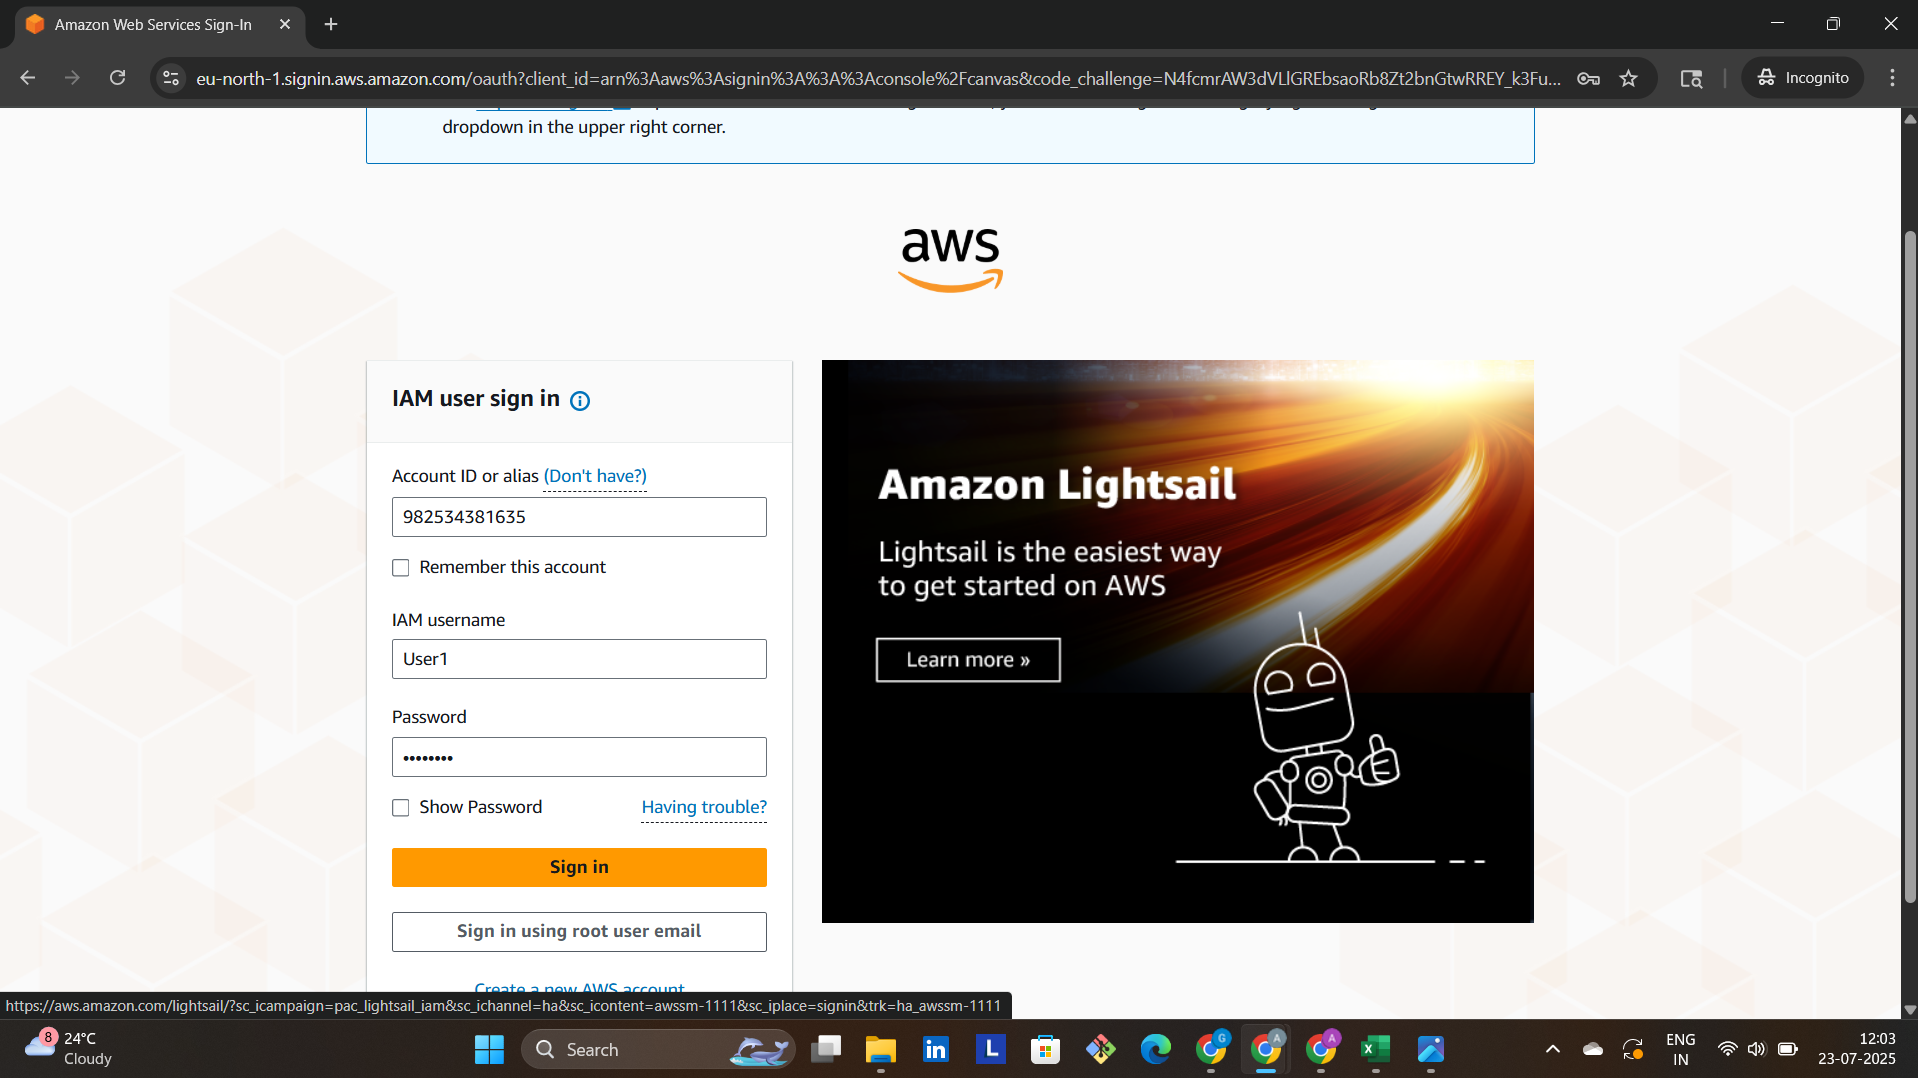 Amazon Web Services Sign-In
eu-north-1.signin.aws.amazon.com/oauth?client_id=arn%3Aaws%3Asignin%3A%3A%3Aconsole%2Fcanvas&code_challenge=N4fcmrAW3dVLlGREbsaoRb8Zt2bnGtwRREY_k3Fu...
Incognito
dropdown in the upper right corner.
aws
IAM user sign in
Account ID or alias (Don't have?)
982534381635
Remember this account
IAM username
User1
Password
••••••••
Show Password
Having trouble?
Sign in
Sign in using root user email
Create a new AWS account
Amazon Lightsail
Lightsail is the easiest way
to get started on AWS
Learn more »
https://aws.amazon.com/lightsail/?sc_icampaign=pac_lightsail_iam&sc_ichannel=ha&sc_icontent=awssm-1111&sc_iplace=signin&trk=ha_awssm-1111
8
24°C
Cloudy
Search
in
L
G
A
A
X
ENG
IN
12:03
23-07-2025